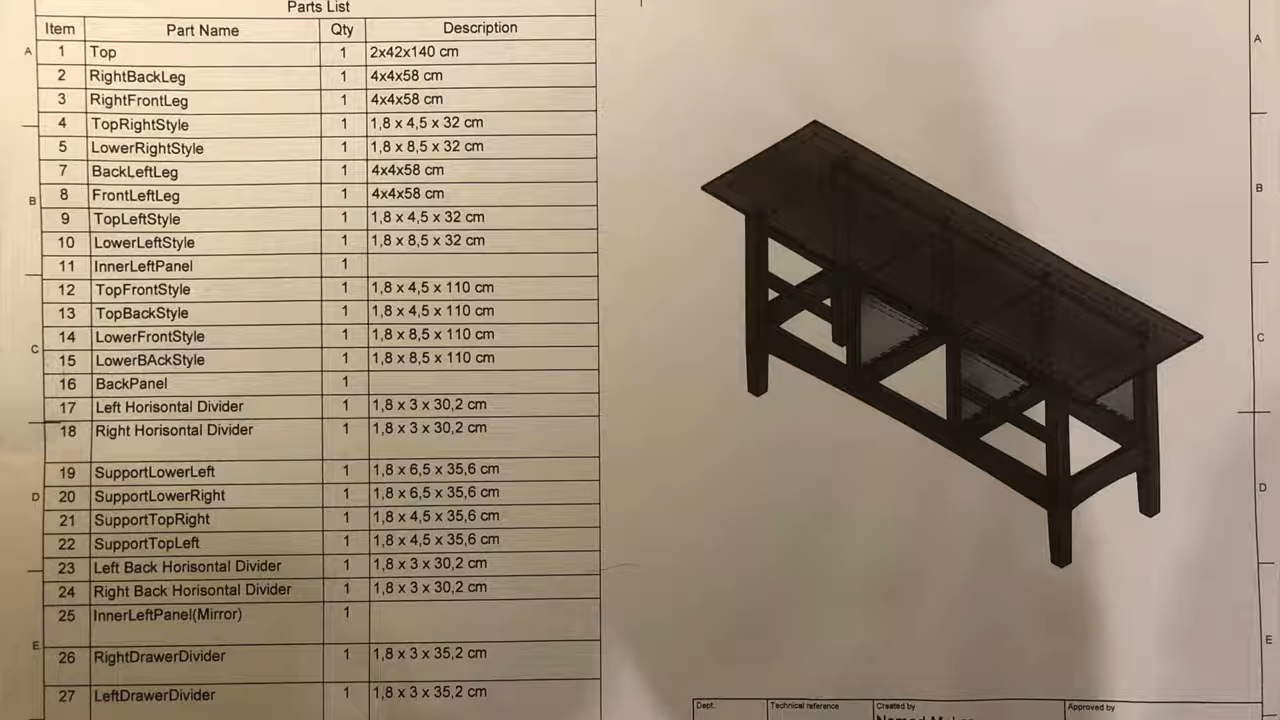 Parts List
Item Part Name Qty Description
1 Top 1 2x42x140 cm
2 RightBackLeg 1 4x4x58 cm
3 RightFrontLeg 1 4x4x58 cm
4 TopRightStyle 1 1,8 x 4,5 x 32 cm
5 LowerRightStyle 1 1,8 x 8,5 x 32 cm
7 BackLeftLeg 1 4x4x58 cm
8 FrontLeftLeg 1 4x4x58 cm
9 TopLeftStyle 1 1,8 x 4,5 x 32 cm
10 LowerLeftStyle 1 1,8 x 8,5 x 32 cm
11 InnerLeftPanel 1
12 TopFrontStyle 1 1,8 x 4,5 x 110 cm
13 TopBackStyle 1 1,8 x 4,5 x 110 cm
14 LowerFrontStyle 1 1,8 x 8,5 x 110 cm
15 LowerBAckStyle 1 1,8 x 8,5 x 110 cm
16 BackPanel 1
17 Left Horisontal Divider 1 1,8 x 3 x 30,2 cm
18 Right Horisontal Divider 1 1,8 x 3 x 30,2 cm
19 SupportLowerLeft 1 1,8 x 6,5 x 35,6 cm
20 SupportLowerRight 1 1,8 x 6,5 x 35,6 cm
21 SupportTopRight 1 1,8 x 4,5 x 35,6 cm
22 SupportTopLeft 1 1,8 x 4,5 x 35,6 cm
23 Left Back Horisontal Divider 1 1,8 x 3 x 30,2 cm
24 Right Back Horisontal Divider 1 1,8 x 3 x 30,2 cm
25 InnerLeftPanel(Mirror) 1
26 RightDrawerDivider 1 1,8 x 3 x 35,2 cm
27 LeftDrawerDivider 1 1,8 x 3 x 35,2 cm
A
B
C
D
E
A
B
C
D
E
Dept. Technical reference Created by Approved by